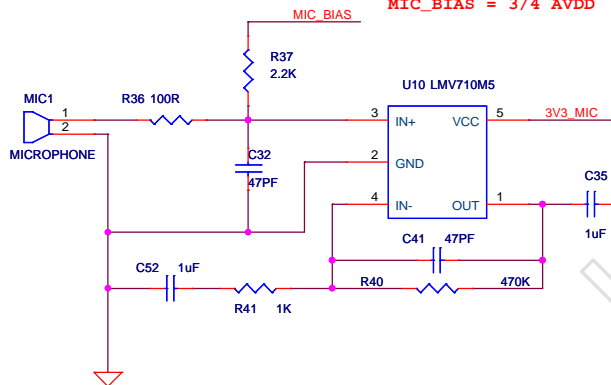 MIC_BIAS = 3/4 AVDD
MIC_BIAS
R37
2.2K
U10 LMV710M5
MIC1
R36 100R
1
2
MICROPHONE
3 IN+ VCC 5 3V3_MIC
2 GND
4 IN- OUT 1
C32
47PF
C35
1uF
C41 47PF
C52 1uF
R40 470K
R41 1K